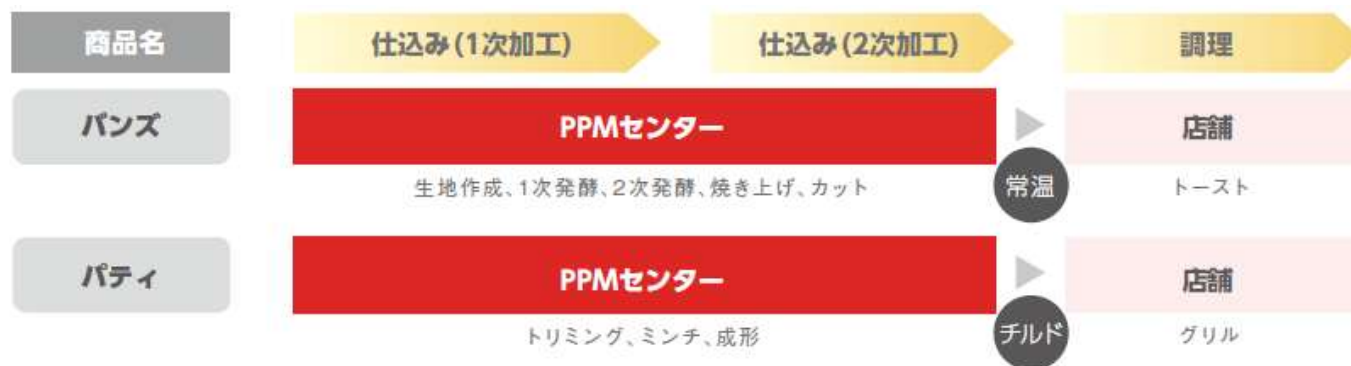 商品名 仕込み(1次加工) 仕込み(2次加工) 調理
バンズ PPMセンター 店舗
生地作成、1次発酵、2次発酵、焼き上げ、カット 常温 トースト
パティ PPMセンター 店舗
トリミング、ミンチ、成形 チルド グリル